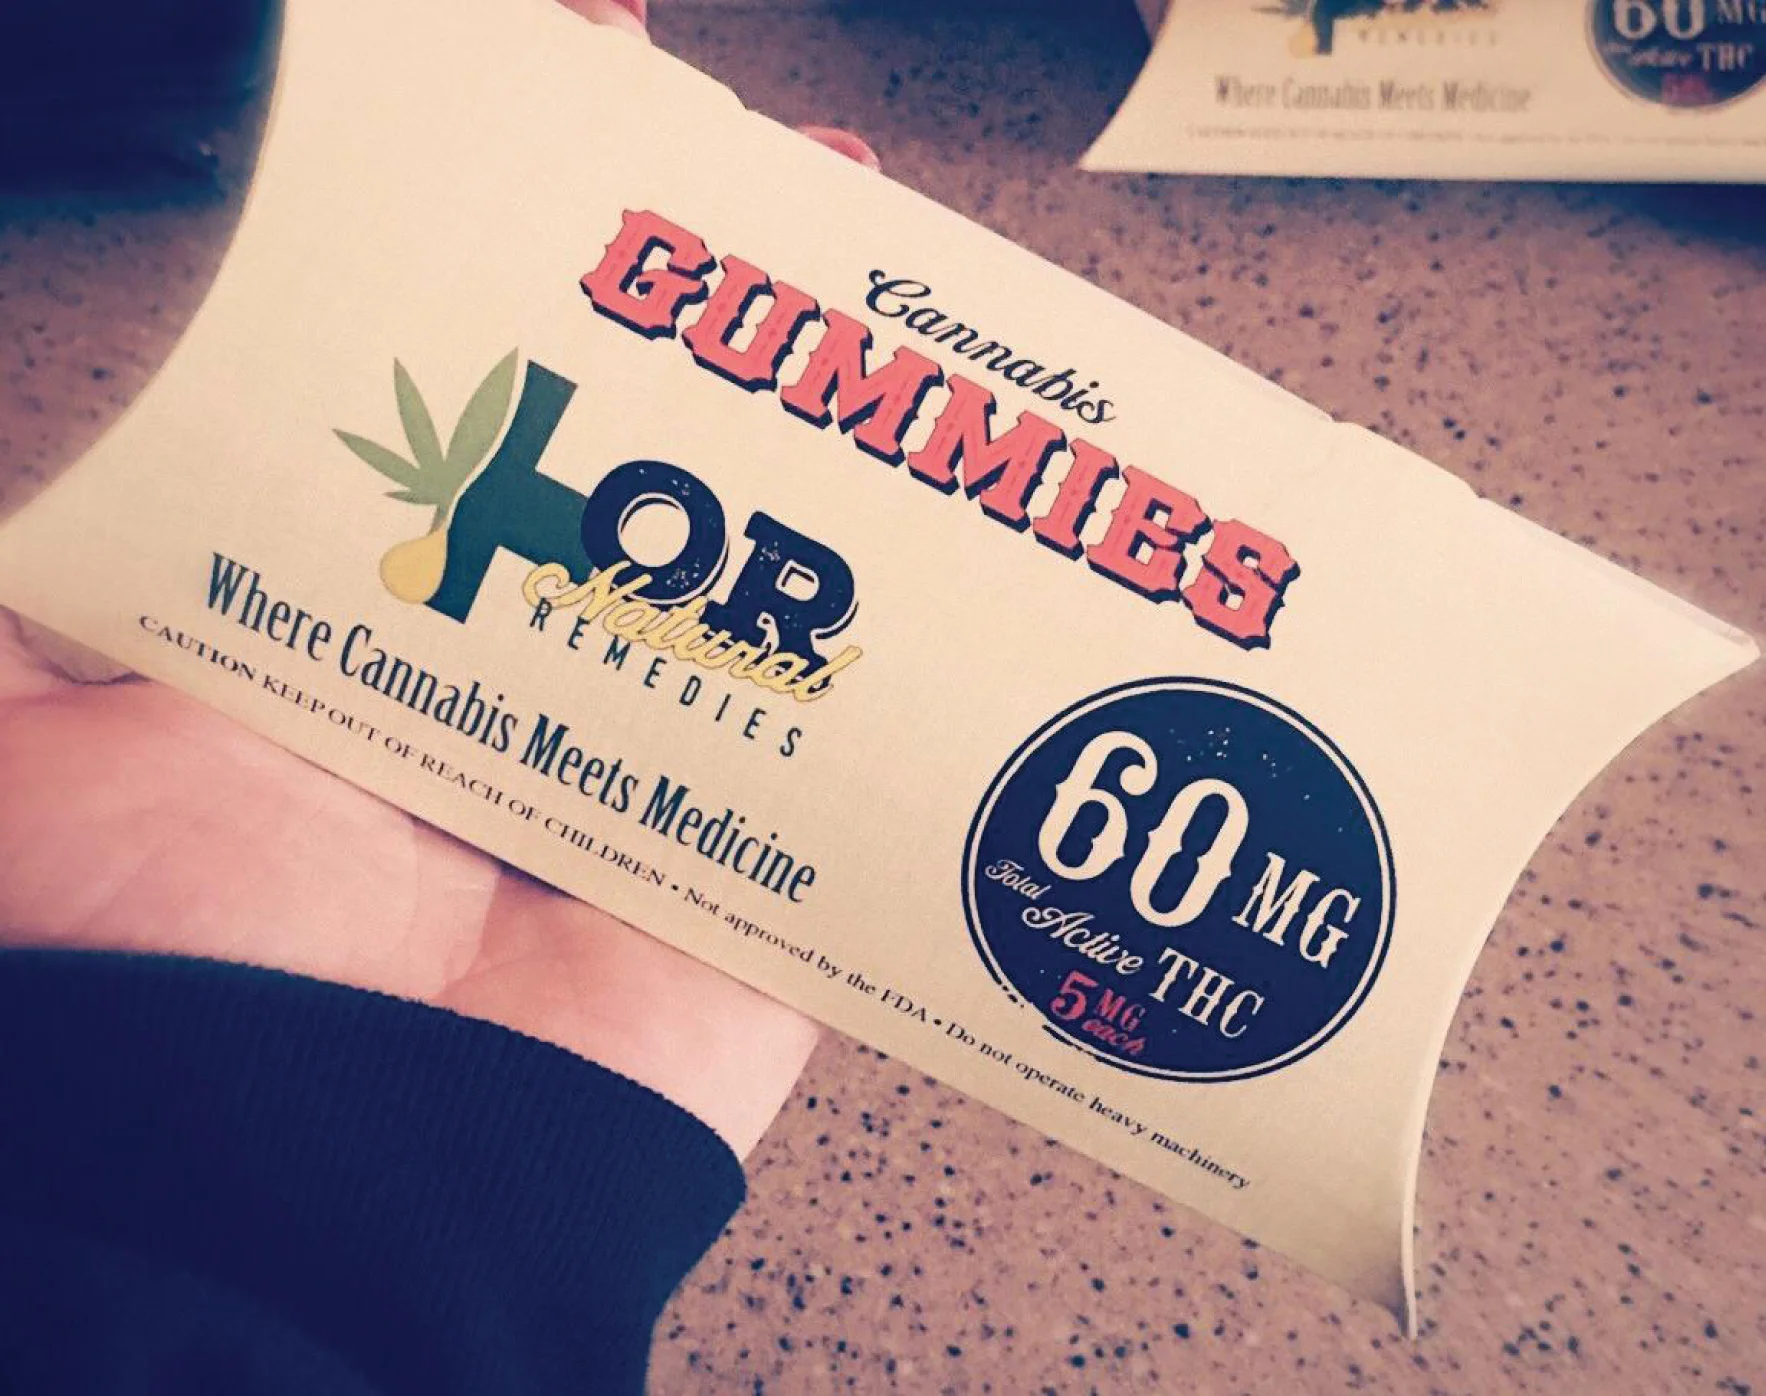 Cannabis
GUMMIES
TOR
Natural
REMEDIES
Where Cannabis Meets Medicine
CAUTION KEEP OUT OF REACH OF CHILDREN • Not approved by the FDA • Do not operate heavy machinery
60 MG
Total Active THC
5 MG each
60 MG
THC
REMEDIES
Where Cannabis Meets Medicine